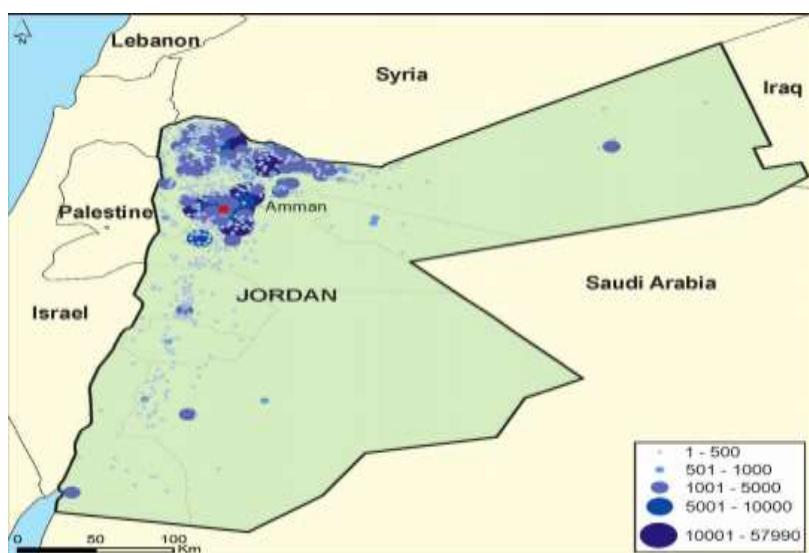 N
Lebanon
Syria
Iraq
Palestine
Amman
JORDAN
Saudi Arabia
Israel
1 - 500
501 - 1000
1001 - 5000
5001 - 10000
10001 - 57990
0 50 100
Km